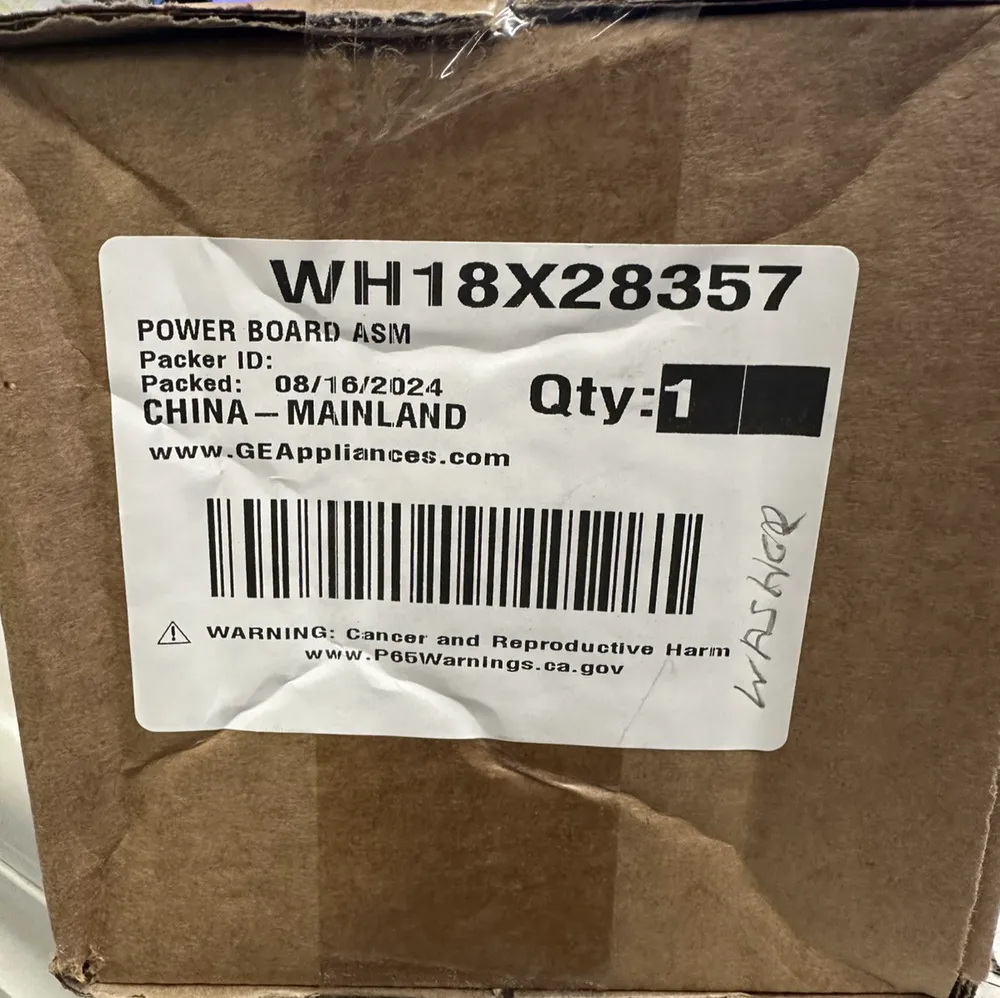 WH18X28357
POWER BOARD ASM
Packer ID:
Packed: 08/16/2024
Qty:1
CHINA – MAINLAND
www.GEAppliances.com
⚠ WARNING: Cancer and Reproductive Harm
www.P65Warnings.ca.gov
WASHER